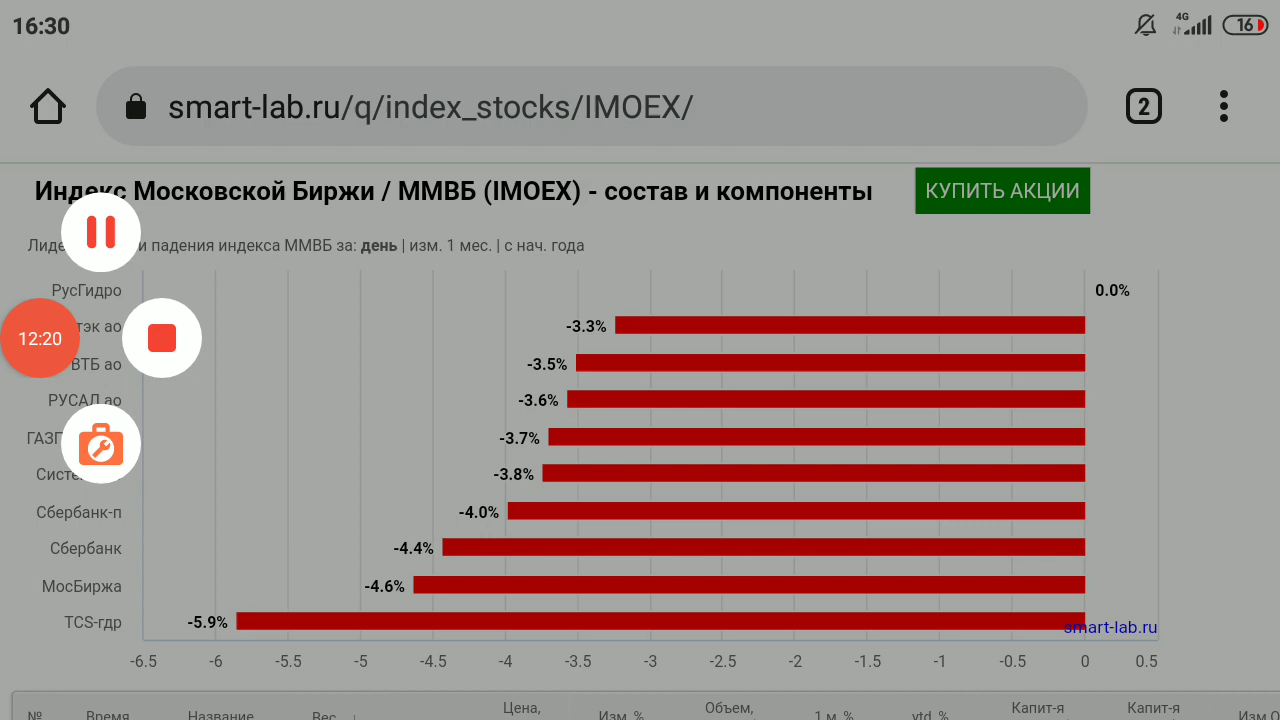 16:30
4G
16
smart-lab.ru/q/index_stocks/IMOEX/
2
Индекс Московской Биржи / ММВБ (IMOEX) - состав и компоненты
КУПИТЬ АКЦИИ
и падения индекса ММВБ за: день | изм. 1 мес. | с нач. года
РусГидро 0.0%
ао -3.3%
12:20
ВТБ ао -3.5%
РУСАЛ ао -3.6%
-3.7%
-3.8%
Сбербанк-п -4.0%
Сбербанк -4.4%
МосБиржа -4.6%
TCS-гдр -5.9%
smart-lab.ru
-6.5 -6 -5.5 -5 -4.5 -4 -3.5 -3 -2.5 -2 -1.5 -1 -0.5 0 0.5
№ Время Название Вес ↓ Цена, Изм, % Объем, 1 м, % ytd, % Капит-я Капит-я